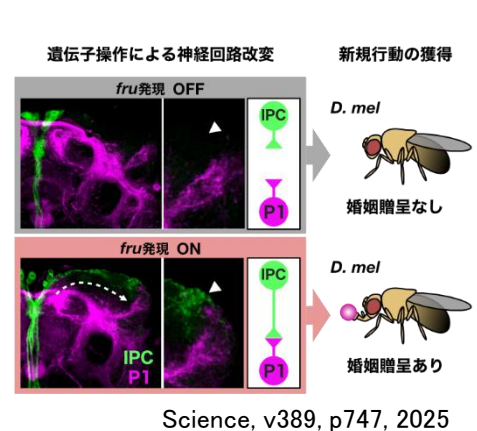 遺伝子操作による神経回路改変
新規行動の獲得
fru発現 OFF
IPC
P1
D. mel
婚姻贈呈なし
fru発現 ON
IPC
P1
IPC
P1
D. mel
婚姻贈呈あり
Science, v389, p747, 2025